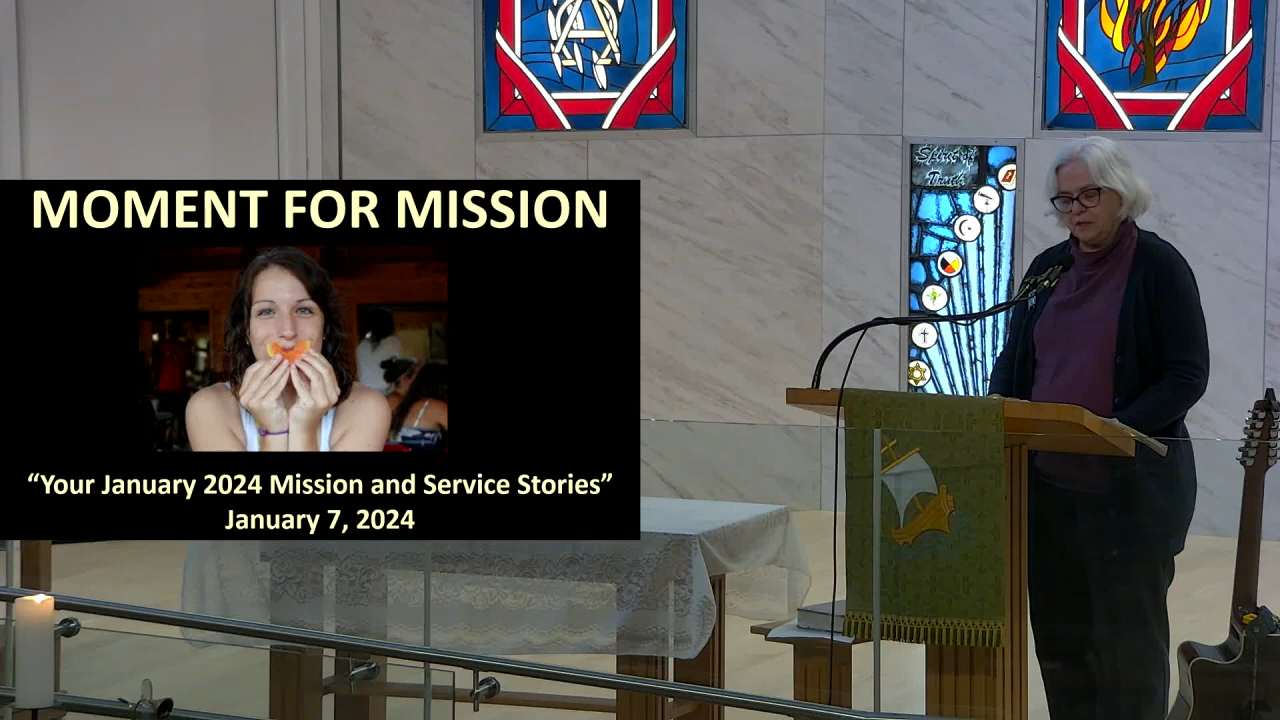 MOMENT FOR MISSION
“Your January 2024 Mission and Service Stories”
January 7, 2024
Spirit of
Truth